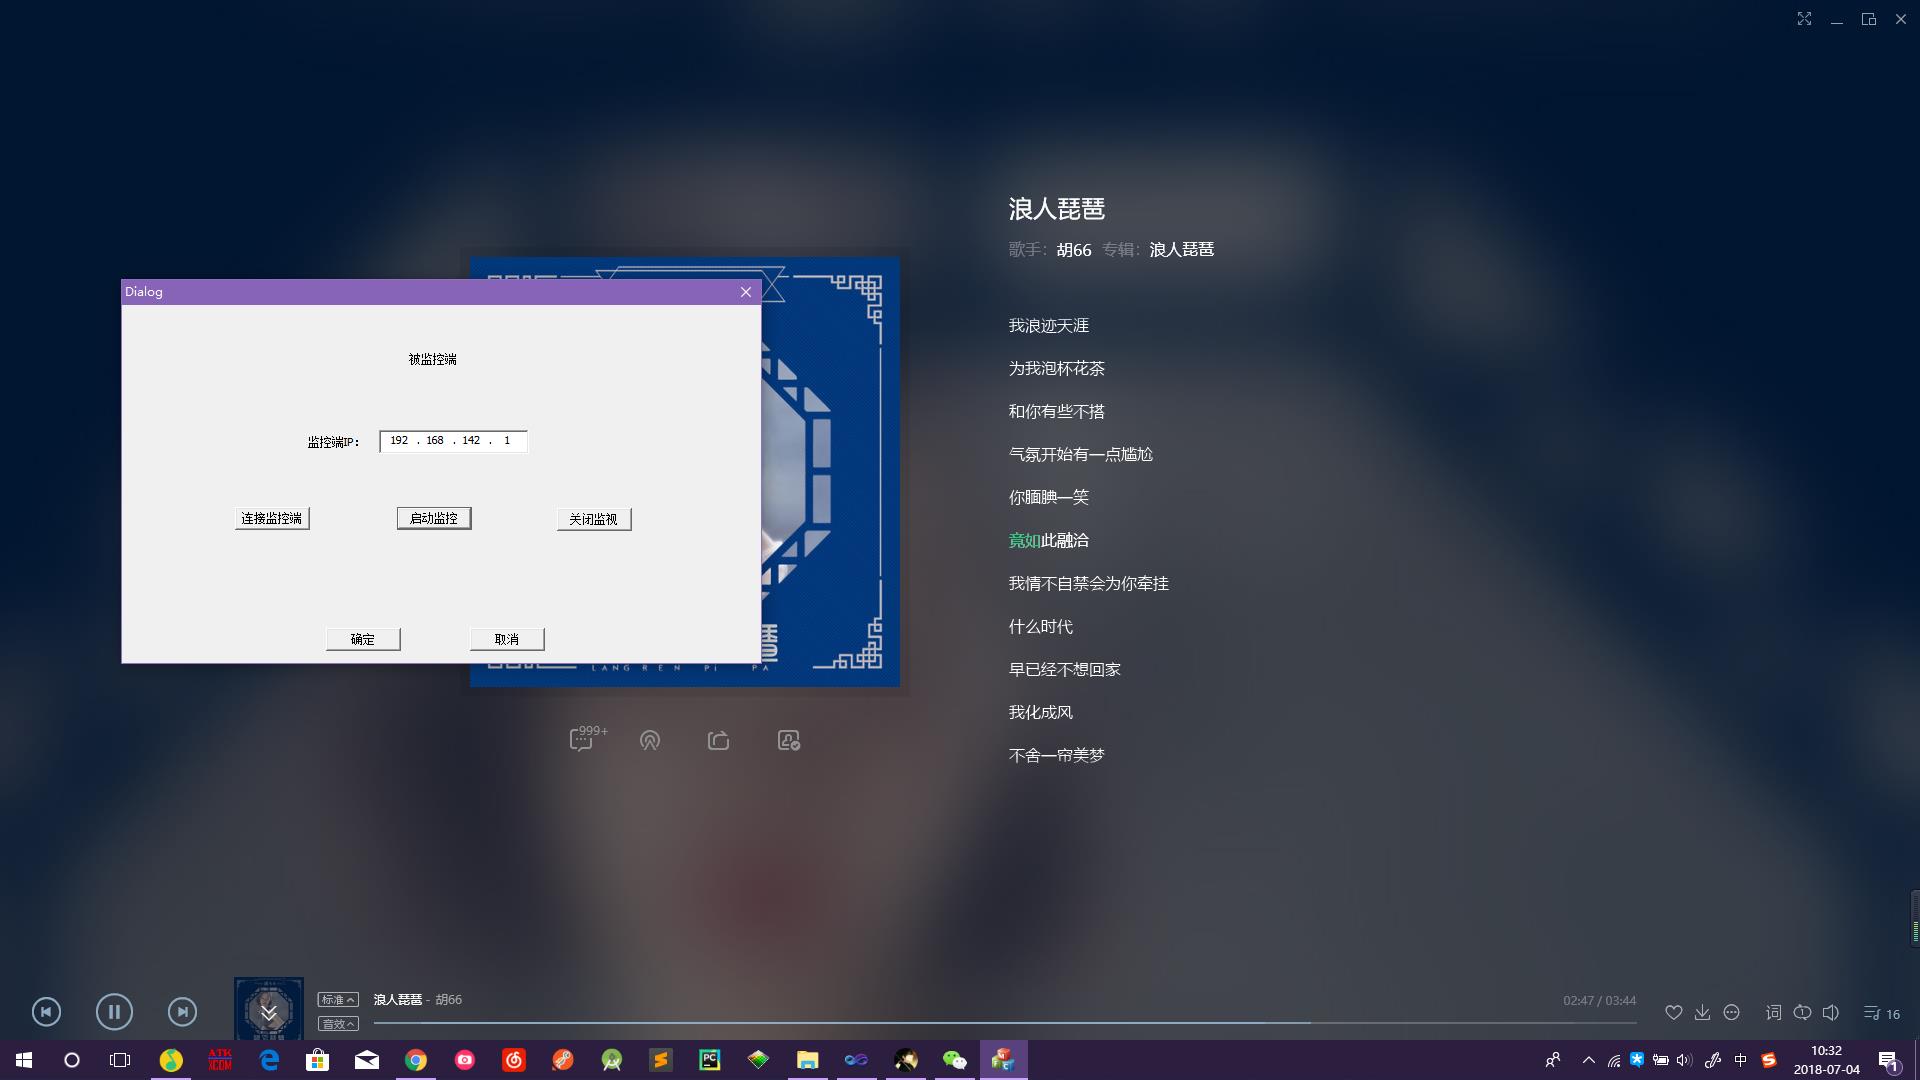 浪人琵琶
歌手：胡66 专辑：浪人琵琶
Dialog
被监控端
监控端IP：
192 . 168 . 142 . 1
连接监控端
启动监控
关闭监视
确定
取消
LANG REN Pi PA
我浪迹天涯
为我泡杯花茶
和你有些不搭
气氛开始有一点尴尬
你腼腆一笑
竟如此融洽
我情不自禁会为你牵挂
什么时代
早已经不想回家
我化成风
不舍一帘美梦
999+
标准
浪人琵琶 - 胡66
音效
02:47 / 03:44
词
16
ATK
XCOM
PC
中
10:32
2018-07-04
1